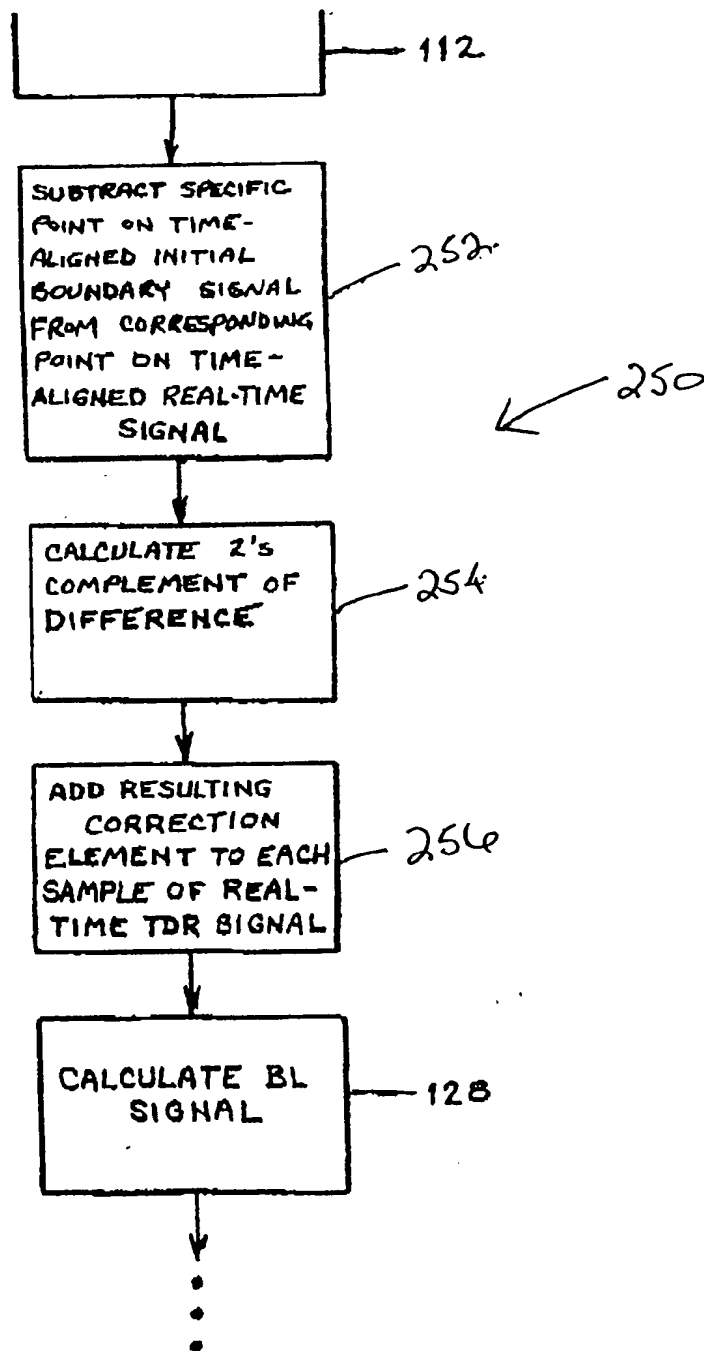 112
SUBTRACT SPECIFIC
POINT ON TIME-
ALIGNED INITIAL
BOUNDARY SIGNAL
FROM CORRESPONDING
POINT ON TIME-
ALIGNED REAL-TIME
SIGNAL
252
250
CALCULATE 2's
COMPLEMENT OF
DIFFERENCE
254
ADD RESULTING
CORRECTION
ELEMENT TO EACH
SAMPLE OF REAL-
TIME TDR SIGNAL
256
CALCULATE BL
SIGNAL
128